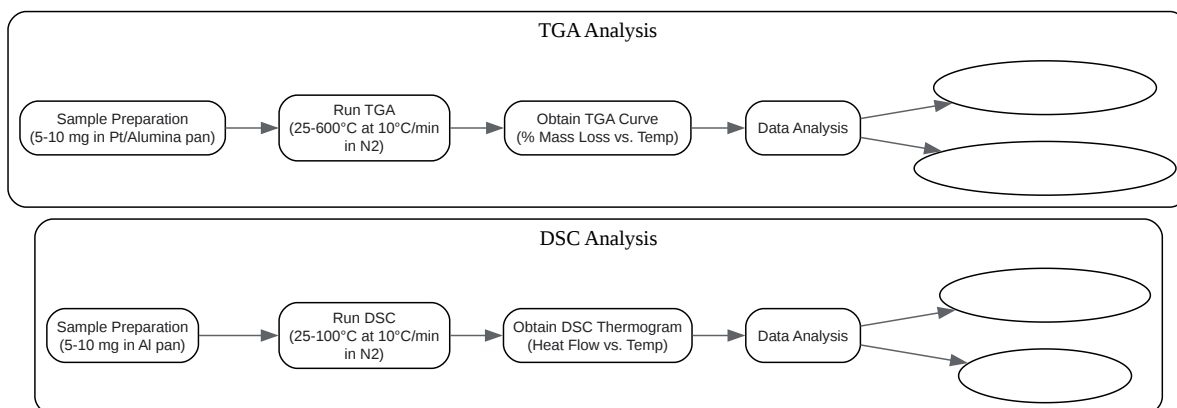 TGA Analysis
Sample Preparation
(5-10 mg in Pt/Alumina pan)
Run TGA
(25-600°C at 10°C/min
in N2)
Obtain TGA Curve
(% Mass Loss vs. Temp)
Data Analysis
DSC Analysis
Sample Preparation
(5-10 mg in Al pan)
Run DSC
(25-100°C at 10°C/min
in N2)
Obtain DSC Thermogram
(Heat Flow vs. Temp)
Data Analysis